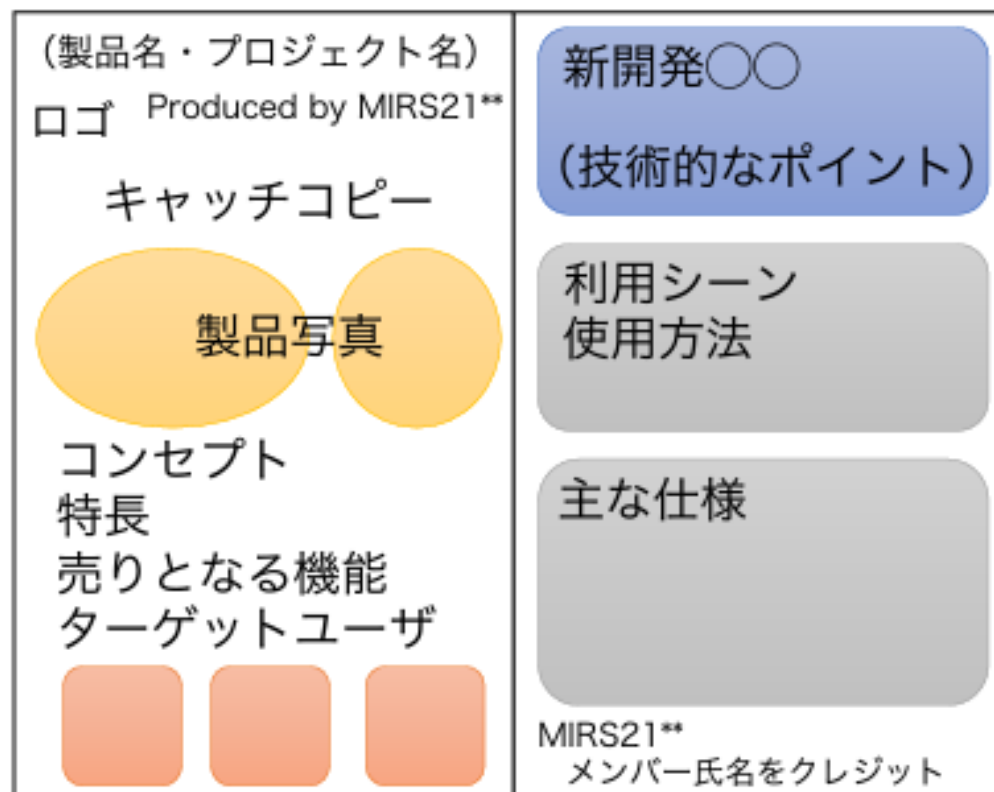 （製品名・プロジェクト名）
ロゴ Produced by MIRS21**
キャッチコピー
製品写真
コンセプト
特長
売りとなる機能
ターゲットユーザ
新開発〇〇
（技術的なポイント）
利用シーン
使用方法
主な仕様
MIRS21**
メンバー氏名をクレジット